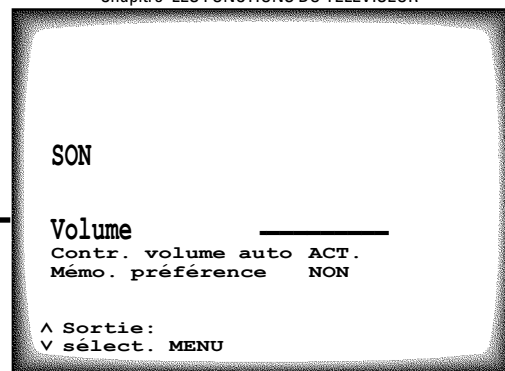 SON
Volume
Contr. volume auto ACT.
Mémo. préférence NON
∧ Sortie:
∨ sélect. MENU